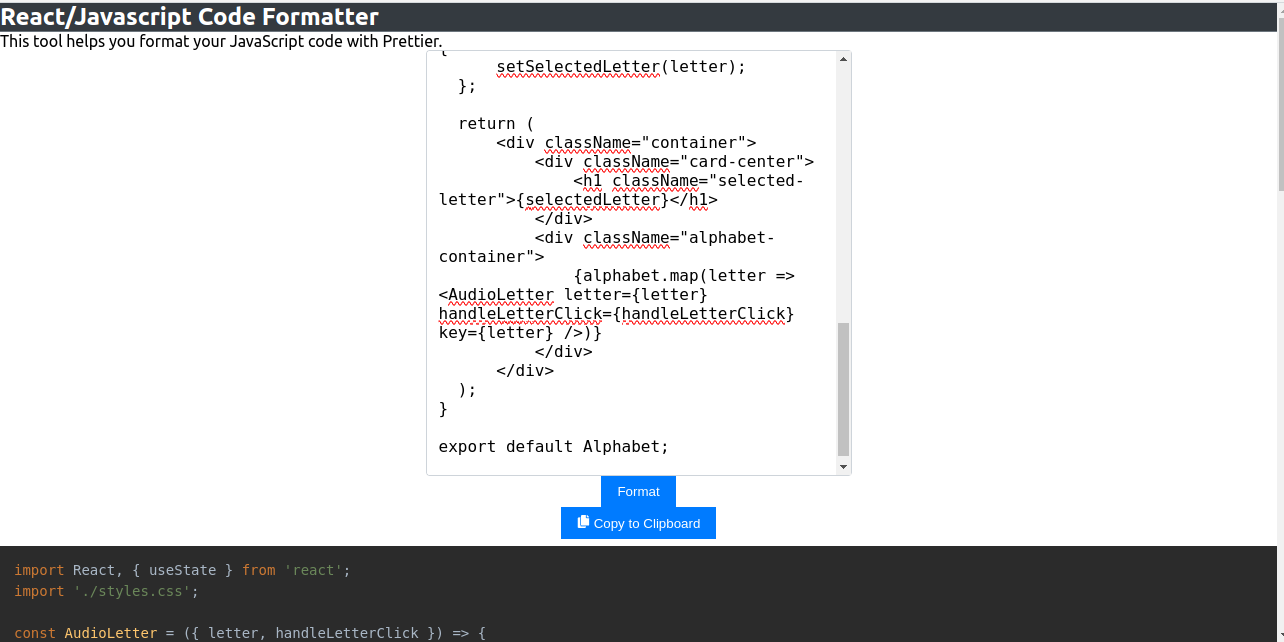 React/Javascript Code Formatter
This tool helps you format your JavaScript code with Prettier.
{
      setSelectedLetter(letter);
  };

  return (
      <div className="container">
          <div className="card-center">
              <h1 className="selected-
letter">{selectedLetter}</h1>
          </div>
          <div className="alphabet-
container">
              {alphabet.map(letter =>
<AudioLetter letter={letter}
handleLetterClick={handleLetterClick}
key={letter} />)}
          </div>
      </div>
  );
}

export default Alphabet;
Format
Copy to Clipboard
import React, { useState } from 'react';
import './styles.css';

const AudioLetter = ({ letter, handleLetterClick }) => {